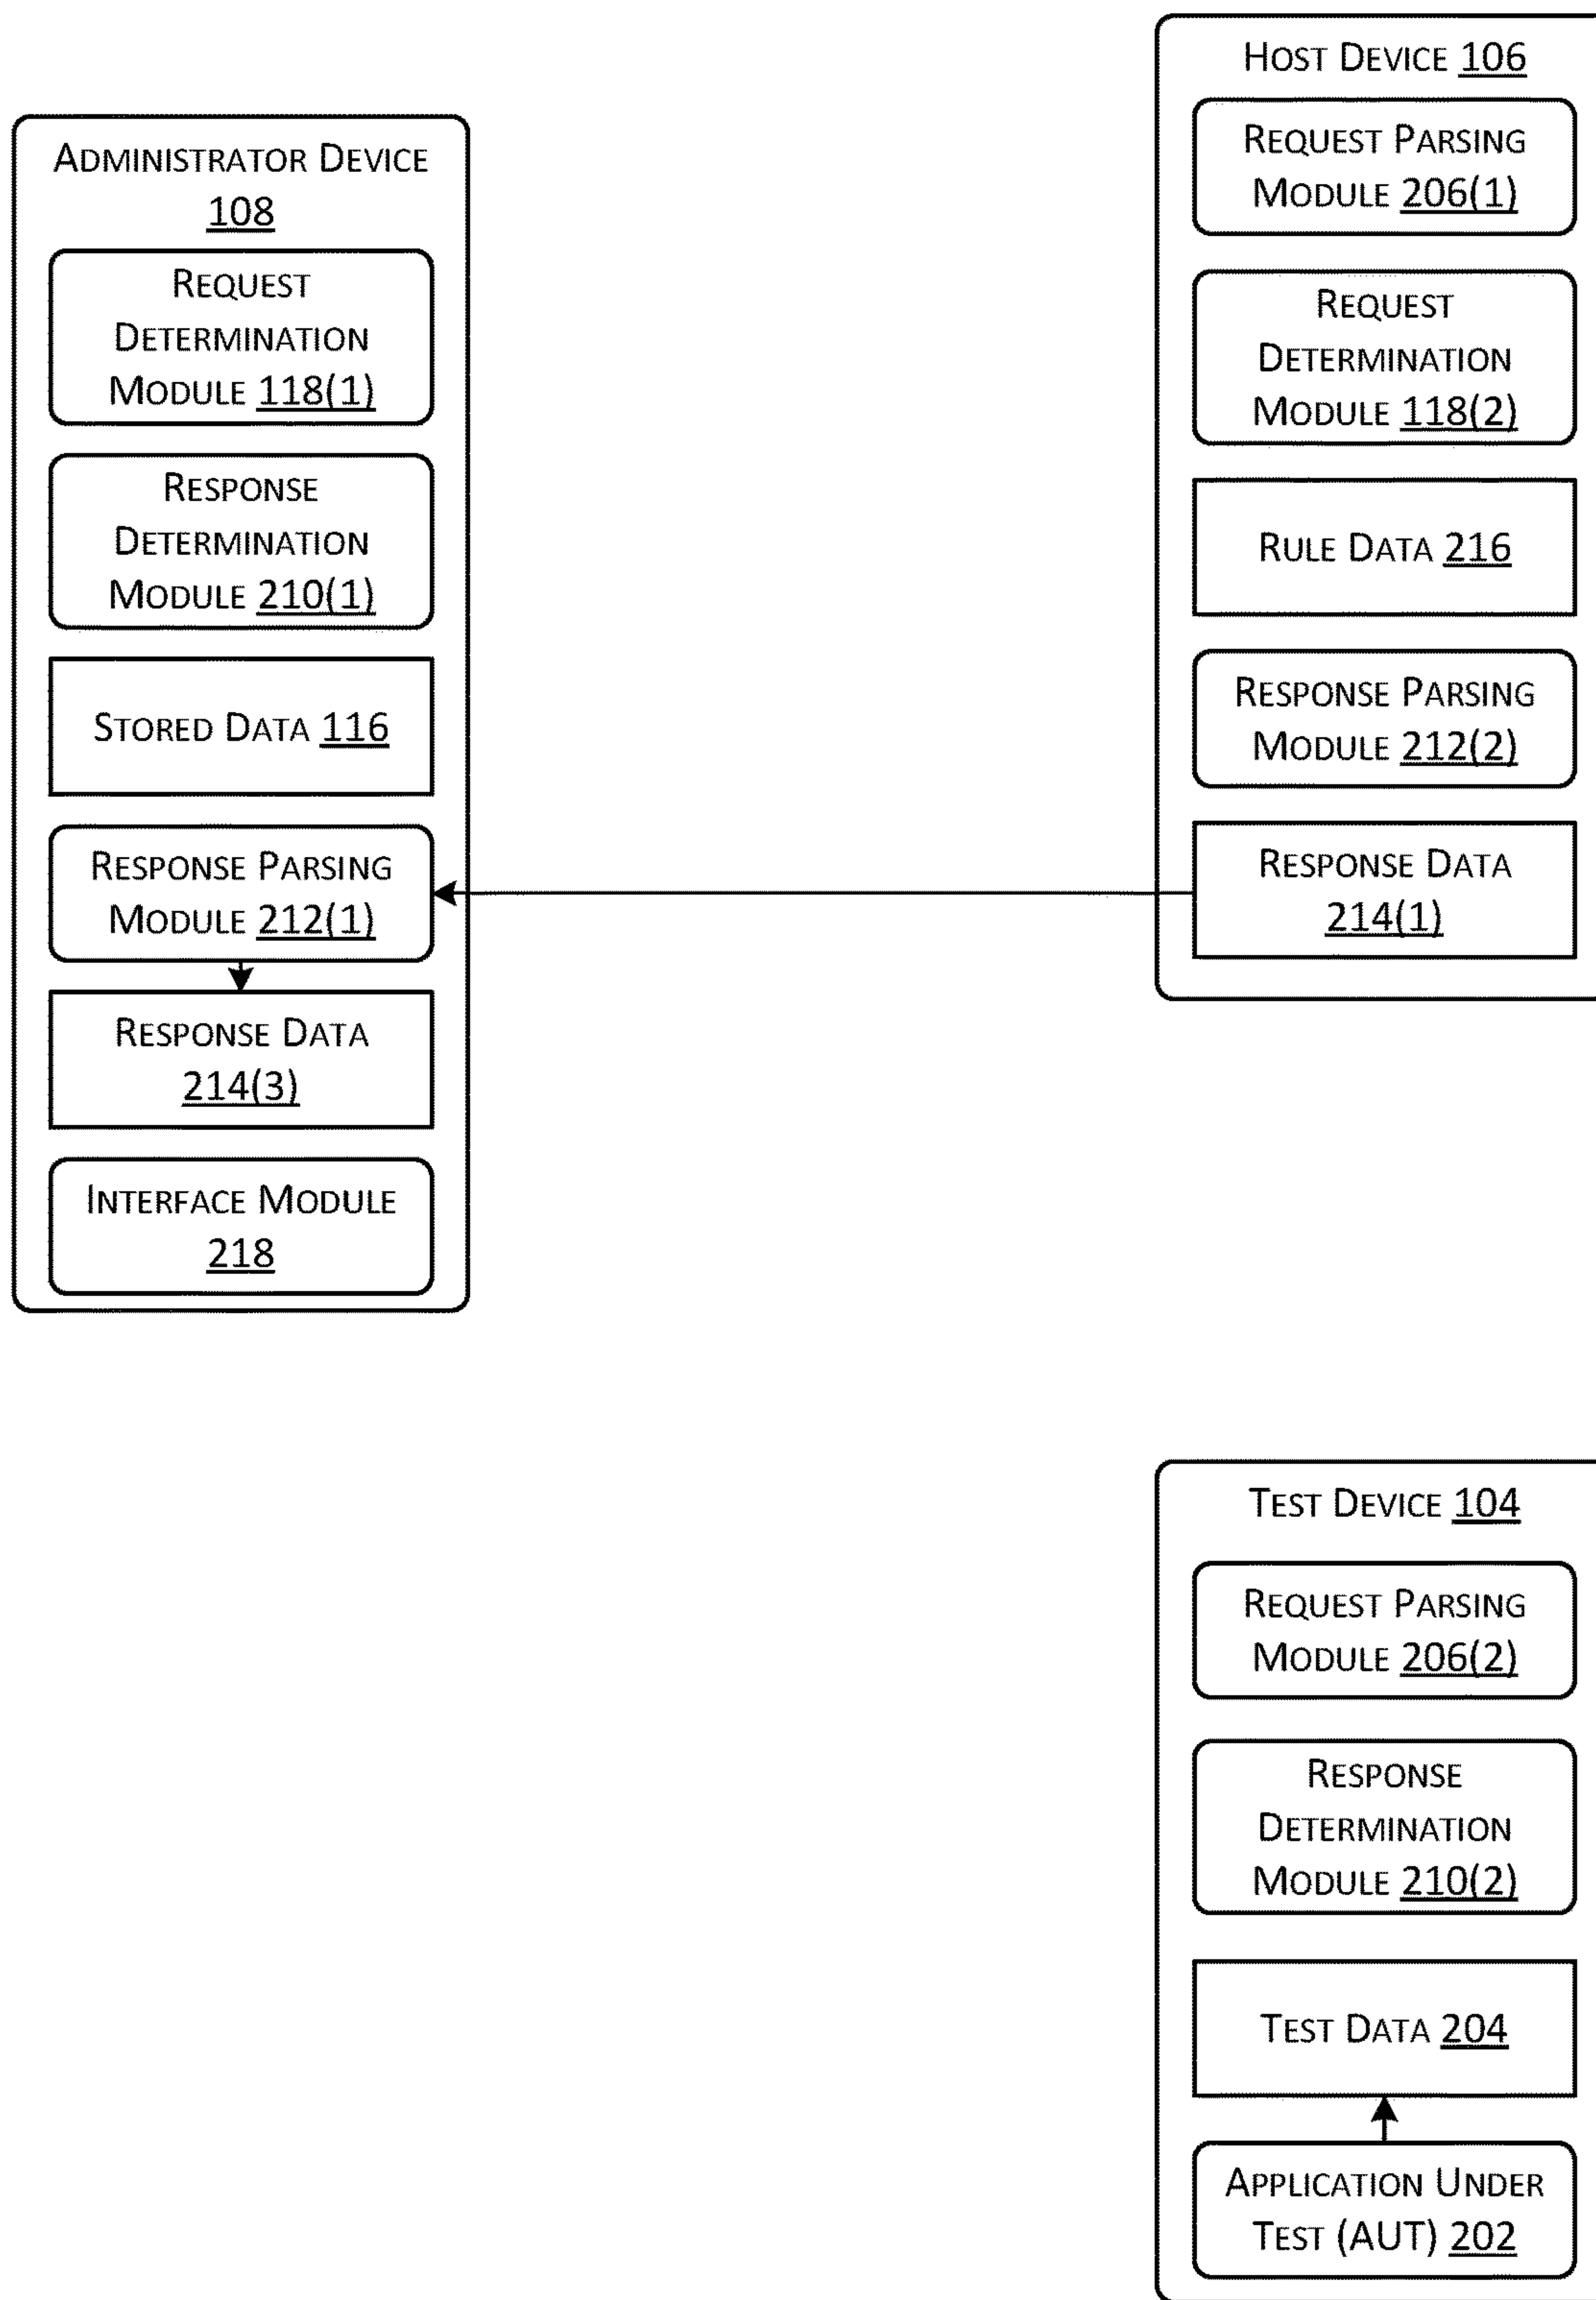 ADMINISTRATOR DEVICE
108
REQUEST
DETERMINATION
MODULE 118(1)
RESPONSE
DETERMINATION
MODULE 210(1)
STORED DATA 116
RESPONSE PARSING
MODULE 212(1)
RESPONSE DATA
214(3)
INTERFACE MODULE
218
HOST DEVICE 106
REQUEST PARSING
MODULE 206(1)
REQUEST
DETERMINATION
MODULE 118(2)
RULE DATA 216
RESPONSE PARSING
MODULE 212(2)
RESPONSE DATA
214(1)
TEST DEVICE 104
REQUEST PARSING
MODULE 206(2)
RESPONSE
DETERMINATION
MODULE 210(2)
TEST DATA 204
APPLICATION UNDER
TEST (AUT) 202